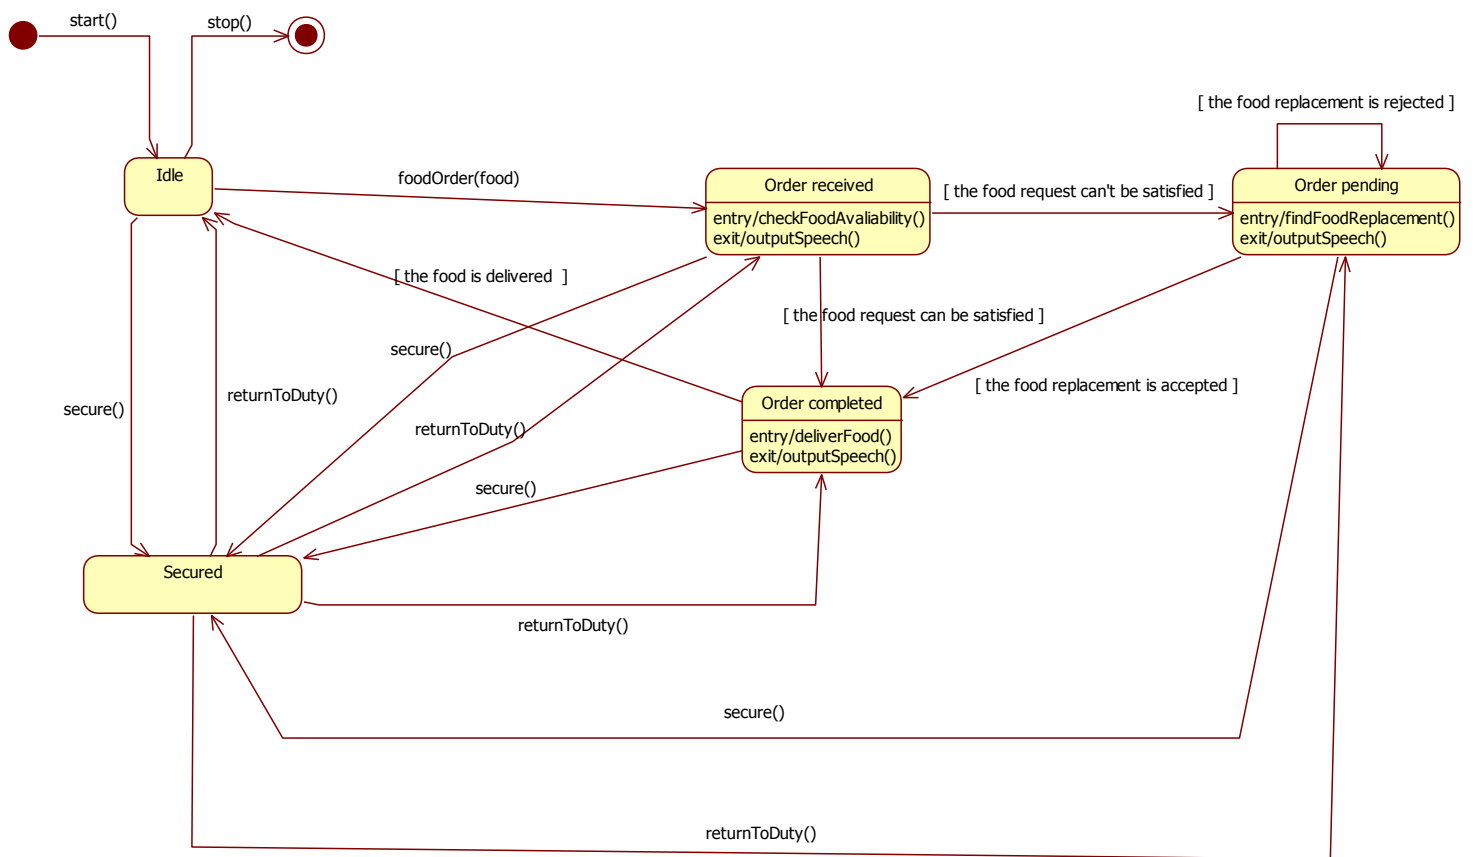 start()
stop()
[ the food replacement is rejected ]
Idle
foodOrder(food)
Order received
entry/checkFoodAvaliability()
exit/outputSpeech()
[ the food request can't be satisfied ]
Order pending
entry/findFoodReplacement()
exit/outputSpeech()
[ the food is delivered  ]
[ the food request can be satisfied ]
secure()
[ the food replacement is accepted ]
returnToDuty()
secure()
Order completed
entry/deliverFood()
exit/outputSpeech()
returnToDuty()
secure()
Secured
returnToDuty()
secure()
returnToDuty()